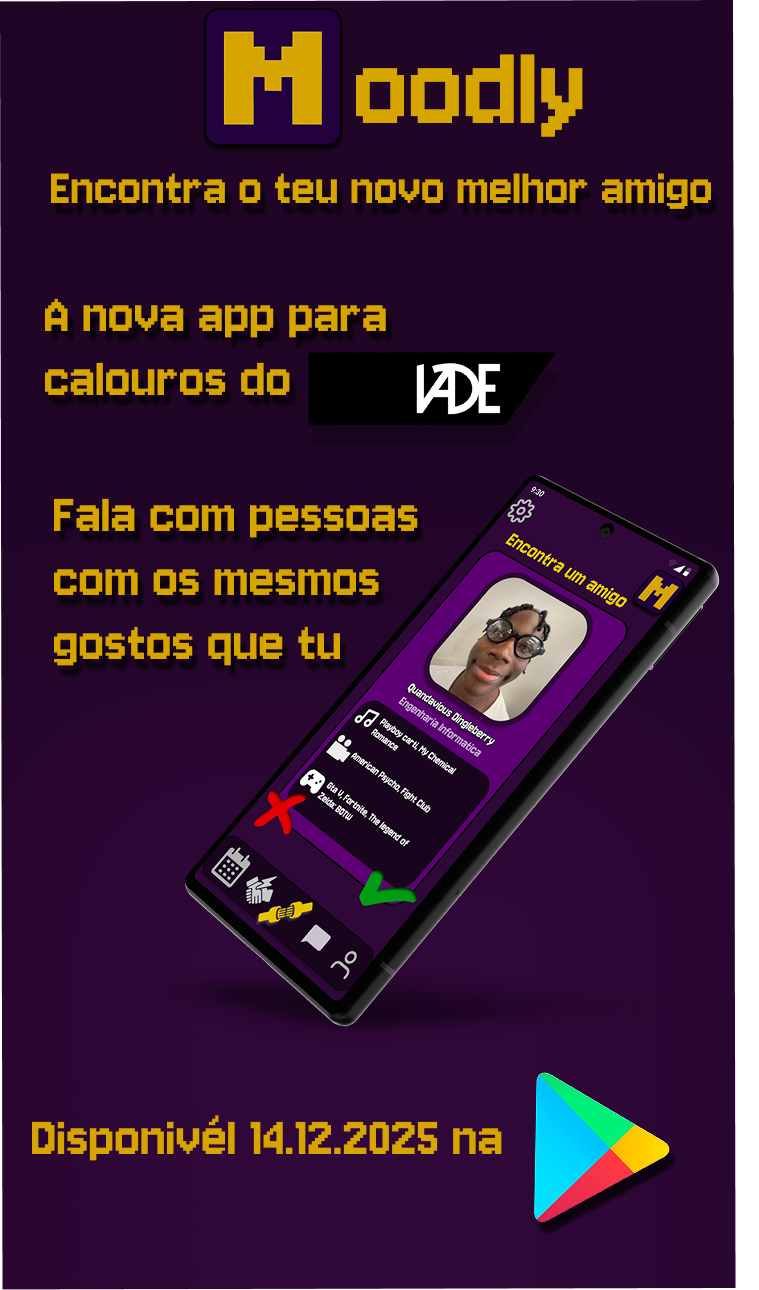 Moodly
Encontra o teu novo melhor amigo
A nova app para
calouros do IADE
Fala com pessoas
com os mesmos
gostos que tu
9:30
Encontra um amigo
M
Quandavious Dingleberry
Engenharia Informatica
Playboy carti, My Chemical
Romance
American Psycho, Fight Club
Gta V, Fortnite, The legend of
Zelda: BOTW
Disponivél 14.12.2025 na